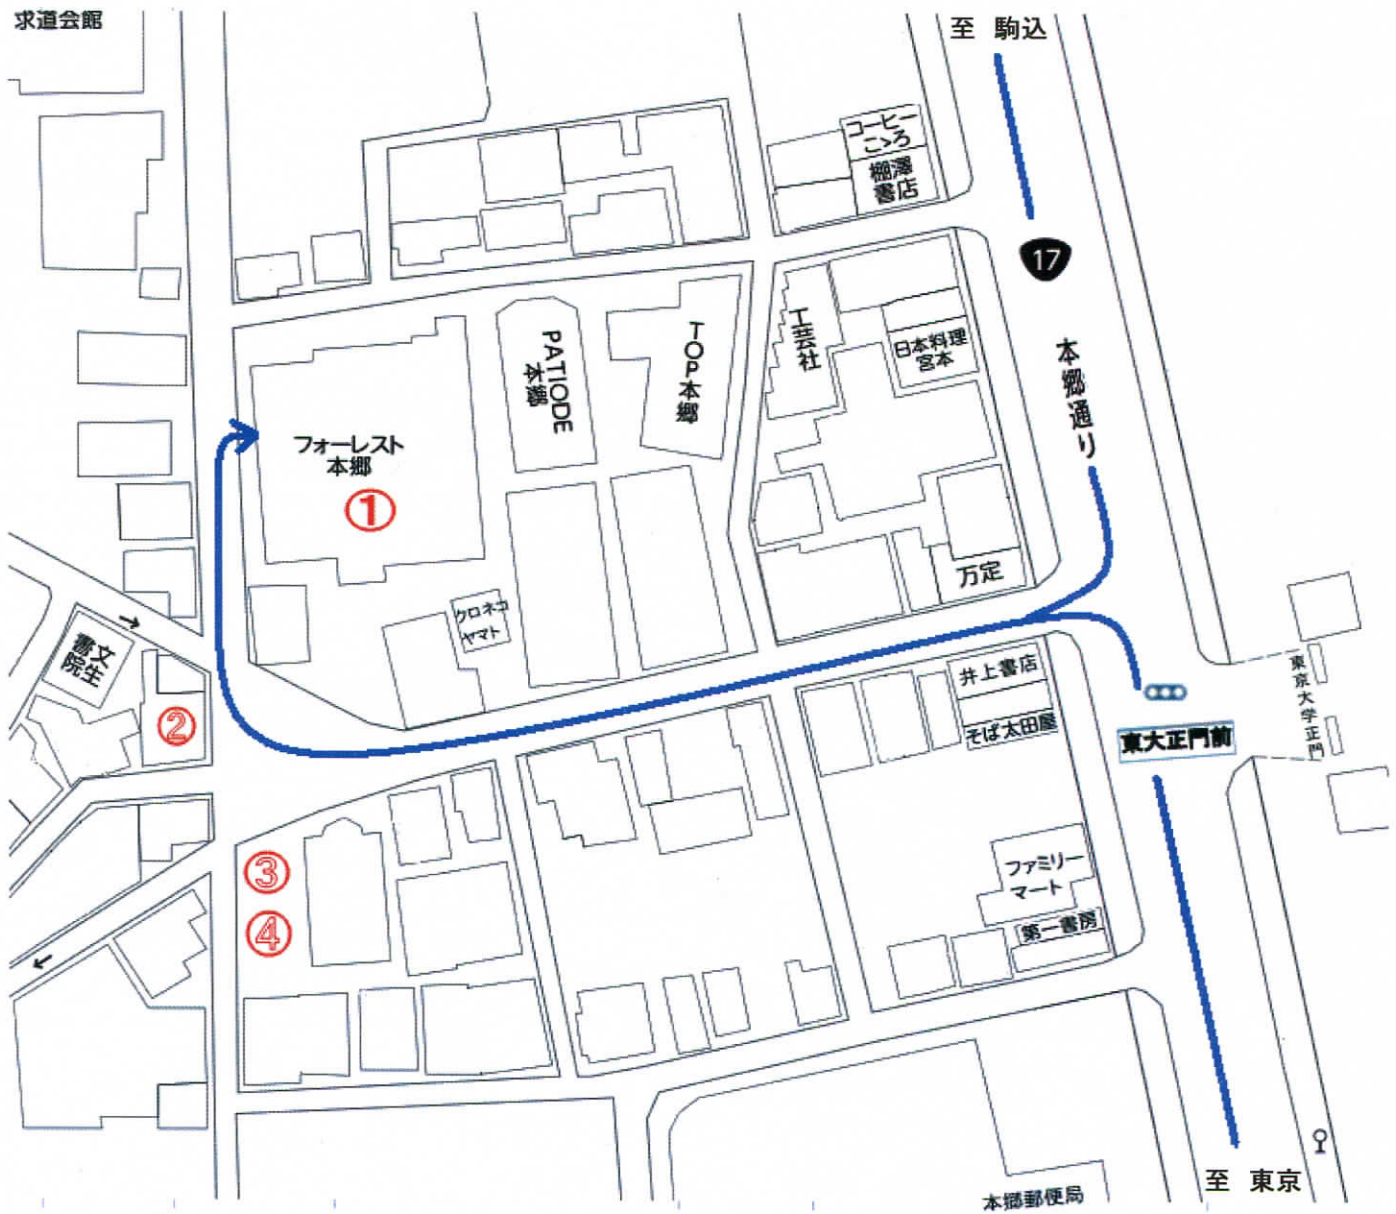 求道会館
至 駒込
コーヒー
こゝろ
棚澤
書店
17
本郷通り
工芸社
日本料理
宮本
TOP本郷
PATIODE
本郷
フォーレスト
本郷
①
クロネコ
ヤマト
万定
文生
書院
→
②
井上書店
そば太田屋
東大正門前
東京大学正門
ファミリー
マート
第一書房
③
④
←
至 東京
本郷郵便局